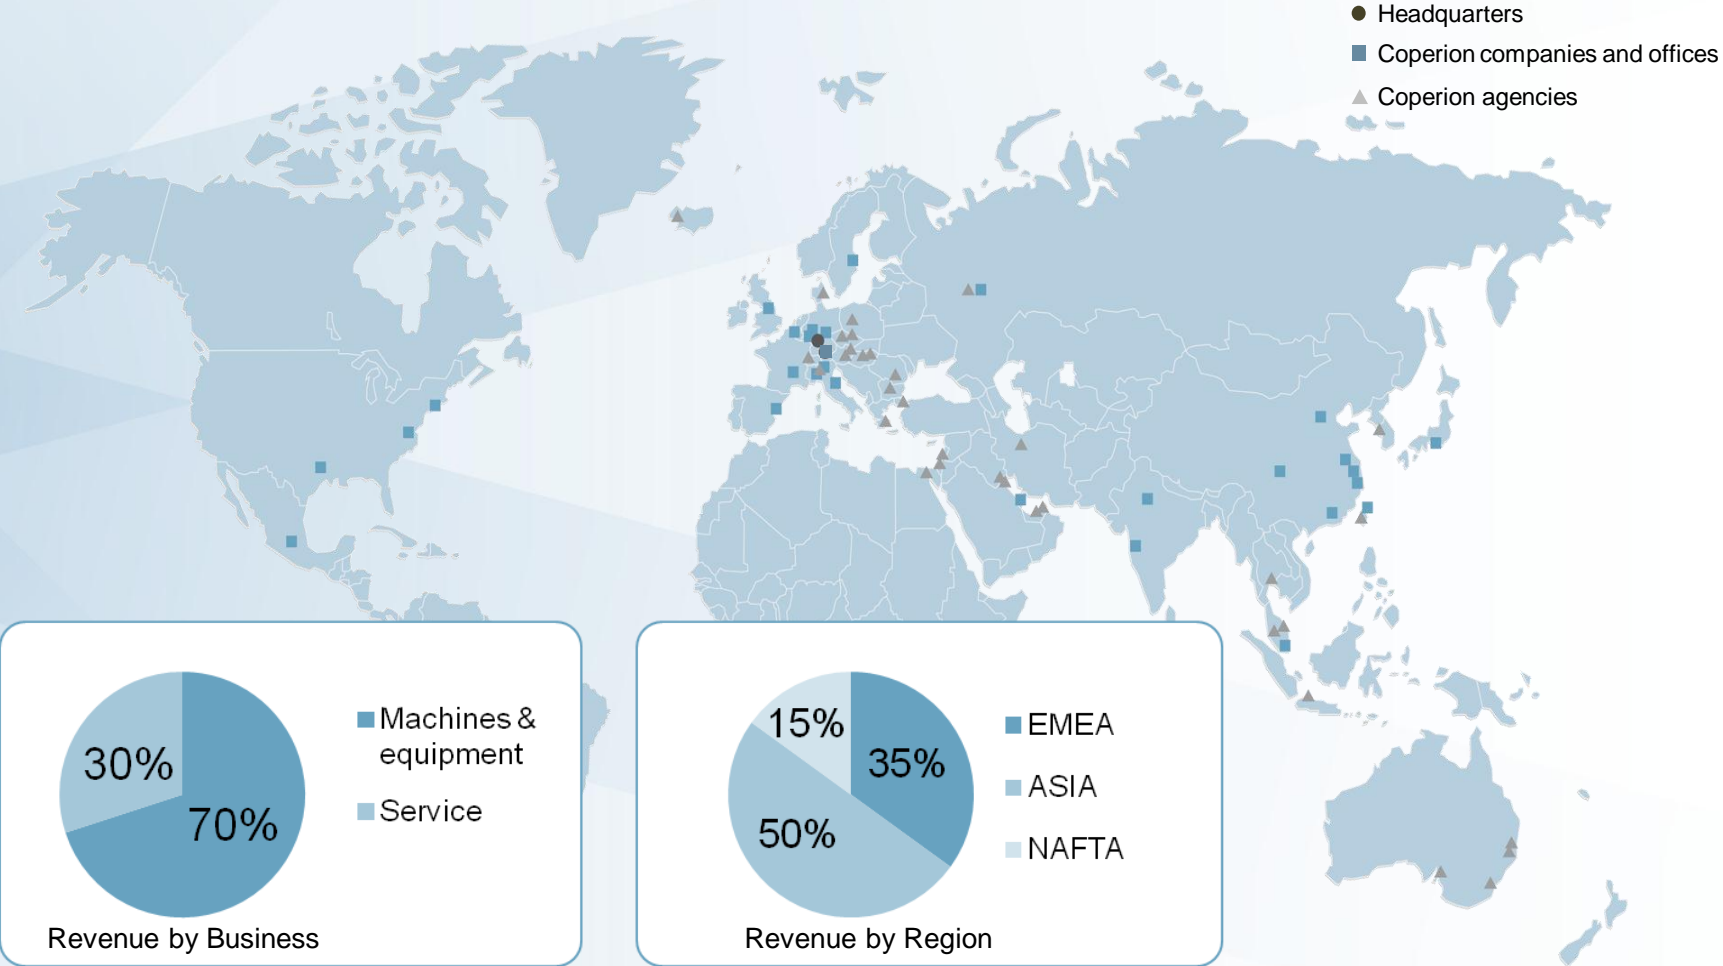 Headquarters
Coperion companies and offices
Coperion agencies
30%
70%
Machines &
equipment
Service
Revenue by Business
15%
35%
50%
EMEA
ASIA
NAFTA
Revenue by Region